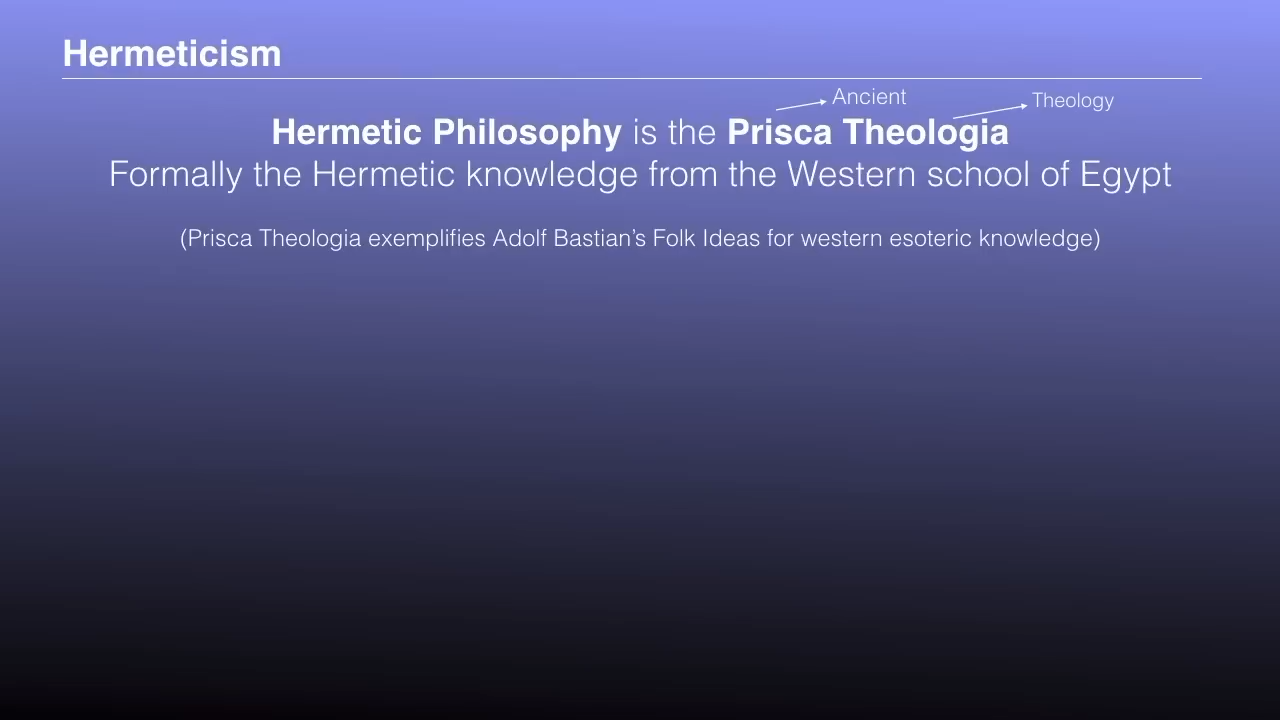 Hermeticism
Ancient
Theology
Hermetic Philosophy is the Prisca Theologia
Formally the Hermetic knowledge from the Western school of Egypt
(Prisca Theologia exemplifies Adolf Bastian’s Folk Ideas for western esoteric knowledge)